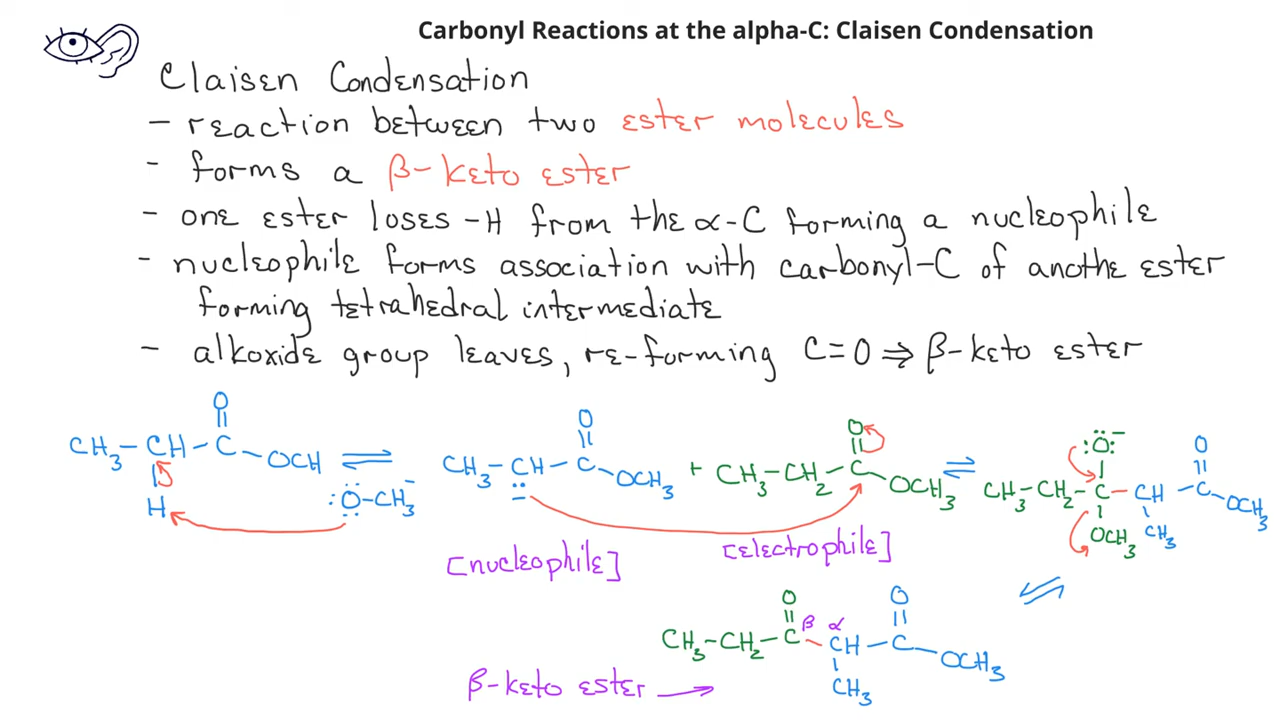 Carbonyl Reactions at the alpha-C: Claisen Condensation
Claisen Condensation
- reaction between two ester molecules
- forms a β-keto ester
- one ester loses -H from the α-C forming a nucleophile
- nucleophile forms association with carbonyl-C of anothe ester
forming tetrahedral intermediate
- alkoxide group leaves, re-forming C=O ⇒ β-keto ester
O
||
CH₃-CH-C-OCH
|
H
:Ö-CH₃⁻
⇌
O
||
CH₃-CH-C-OCH₃
+
O
||
CH₃-CH₂-C-OCH₃
⇌
:Ö:⁻
|
CH₃-CH₂-C-CH-C-OCH₃
O
||
OCH₃
CH₃
[nucleophile]
[electrophile]
⇌
O
||
O
||
β α
CH₃-CH₂-C-CH-C-OCH₃
|
CH₃
β-keto ester →